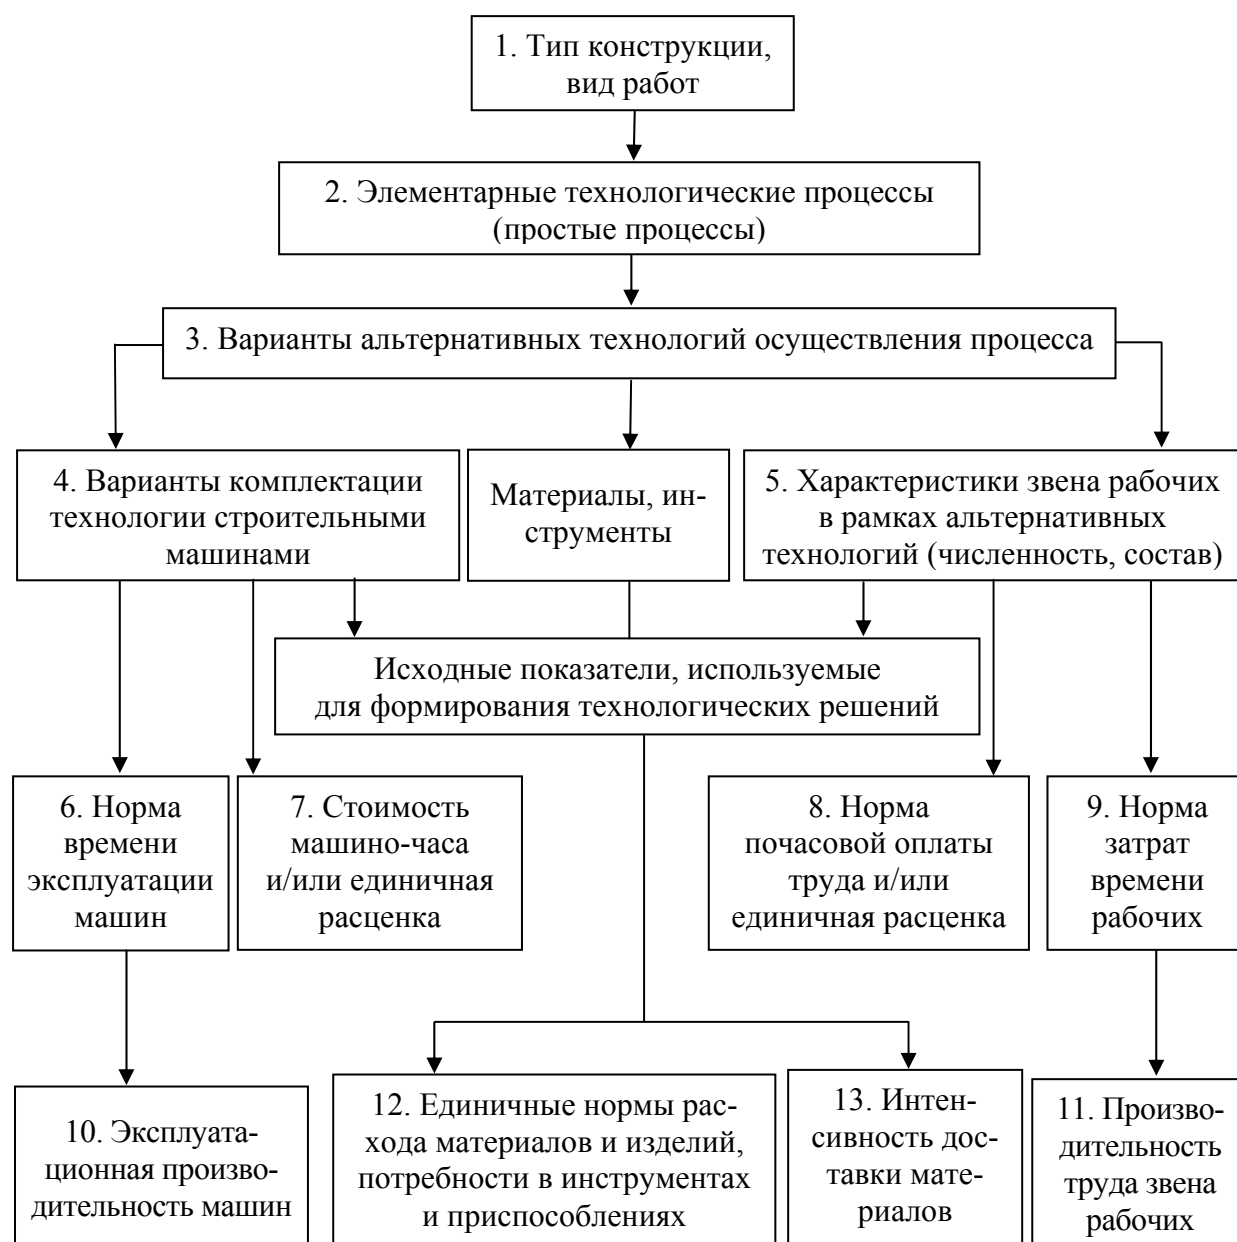 1. Тип конструкции,
вид работ
2. Элементарные технологические процессы
(простые процессы)
3. Варианты альтернативных технологий осуществления процесса
4. Варианты комплектации
технологии строительными
машинами
Материалы, ин-
струменты
5. Характеристики звена рабочих
в рамках альтернативных
технологий (численность, состав)
Исходные показатели, используемые
для формирования технологических решений
6. Норма
времени
эксплуатации
машин
7. Стоимость
машино-часа
и/или единичная
расценка
8. Норма
почасовой оплаты
труда и/или
единичная расценка
9. Норма
затрат
времени
рабочих
10. Эксплуата-
ционная произво-
дительность машин
12. Единичные нормы рас-
хода материалов и изделий,
потребности в инструментах
и приспособлениях
13. Интен-
сивность дос-
тавки мате-
риалов
11. Произво-
дительность
труда звена
рабочих